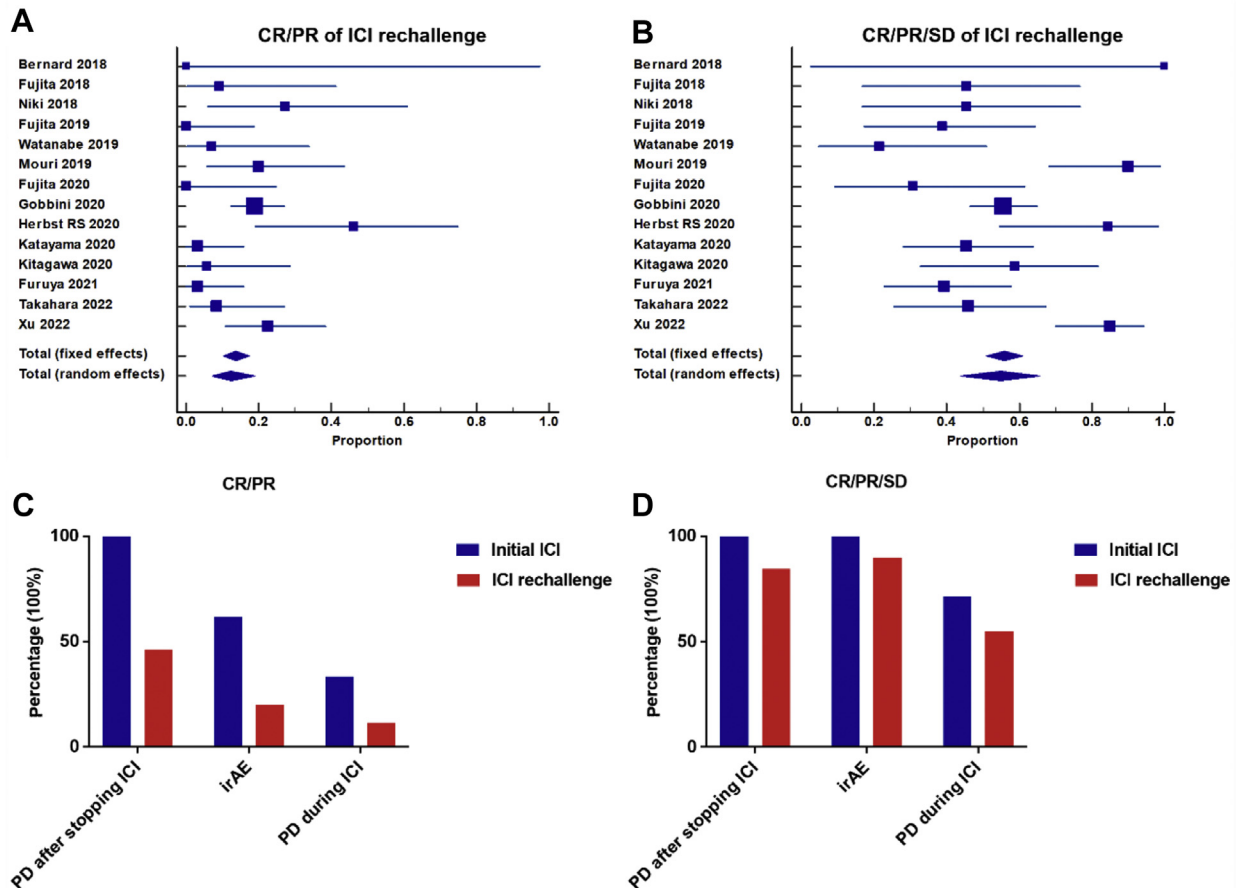 A
CR/PR of ICI rechallenge
Bernard 2018
Fujita 2018
Niki 2018
Fujita 2019
Watanabe 2019
Mouri 2019
Fujita 2020
Gobbini 2020
Herbst RS 2020
Katayama 2020
Kitagawa 2020
Furuya 2021
Takahara 2022
Xu 2022
Total (fixed effects)
Total (random effects)
0.0 0.2 0.4 0.6 0.8 1.0
Proportion
B
CR/PR/SD of ICI rechallenge
Bernard 2018
Fujita 2018
Niki 2018
Fujita 2019
Watanabe 2019
Mouri 2019
Fujita 2020
Gobbini 2020
Herbst RS 2020
Katayama 2020
Kitagawa 2020
Furuya 2021
Takahara 2022
Xu 2022
Total (fixed effects)
Total (random effects)
0.0 0.2 0.4 0.6 0.8 1.0
Proportion
C
CR/PR
Percentage (100%)
100
50
0
PD after stopping ICI
irAE
PD during ICI
Initial ICI
ICI rechallenge
D
CR/PR/SD
Percentage (100%)
100
50
0
PD after stopping ICI
irAE
PD during ICI
Initial ICI
ICI rechallenge